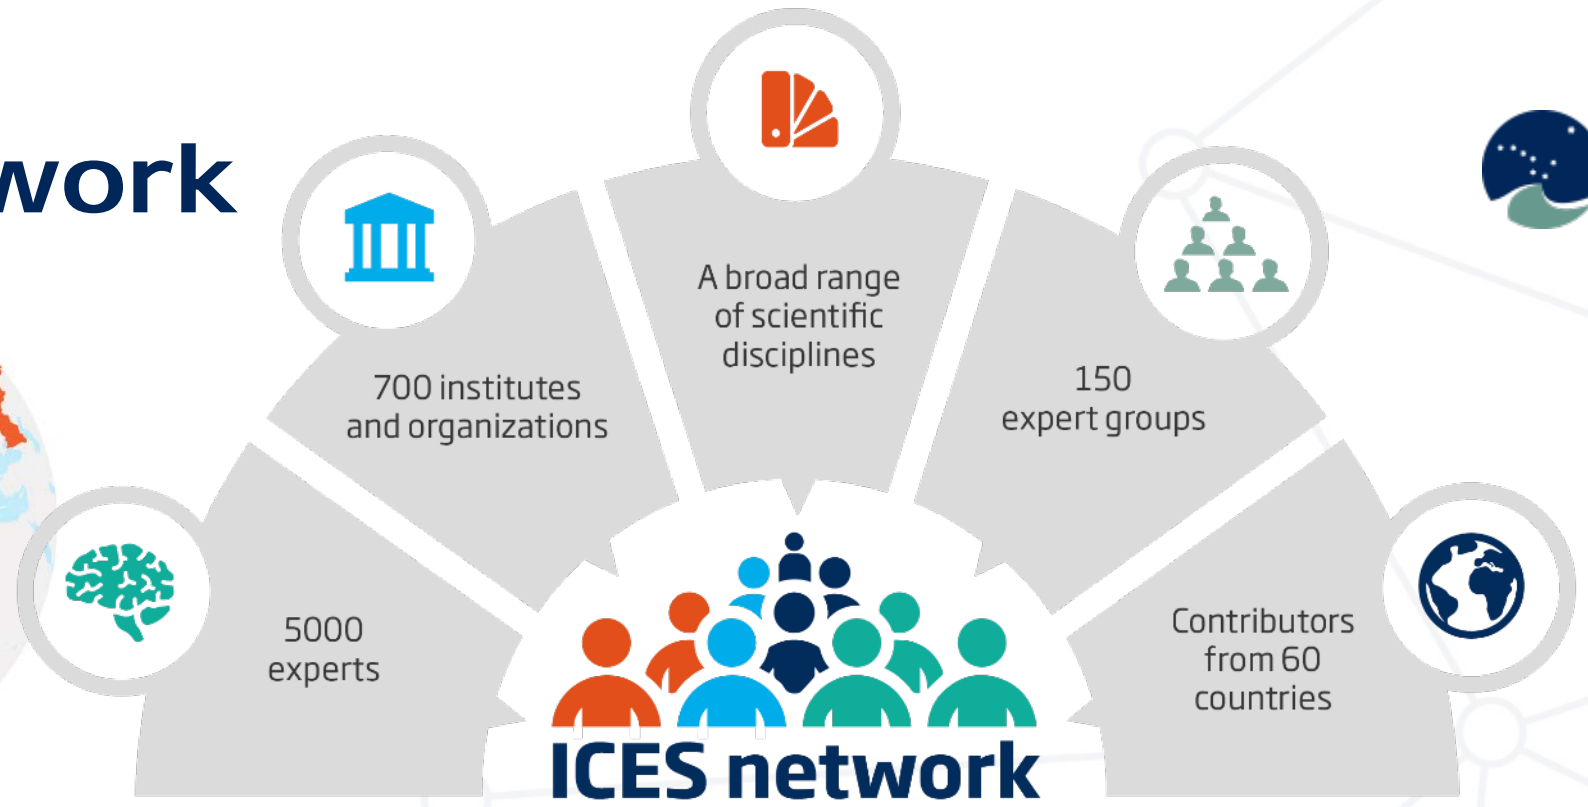 work
A broad range
of scientific
disciplines
700 institutes
and organizations
150
expert groups
5000
experts
Contributors
from 60
countries
ICES network